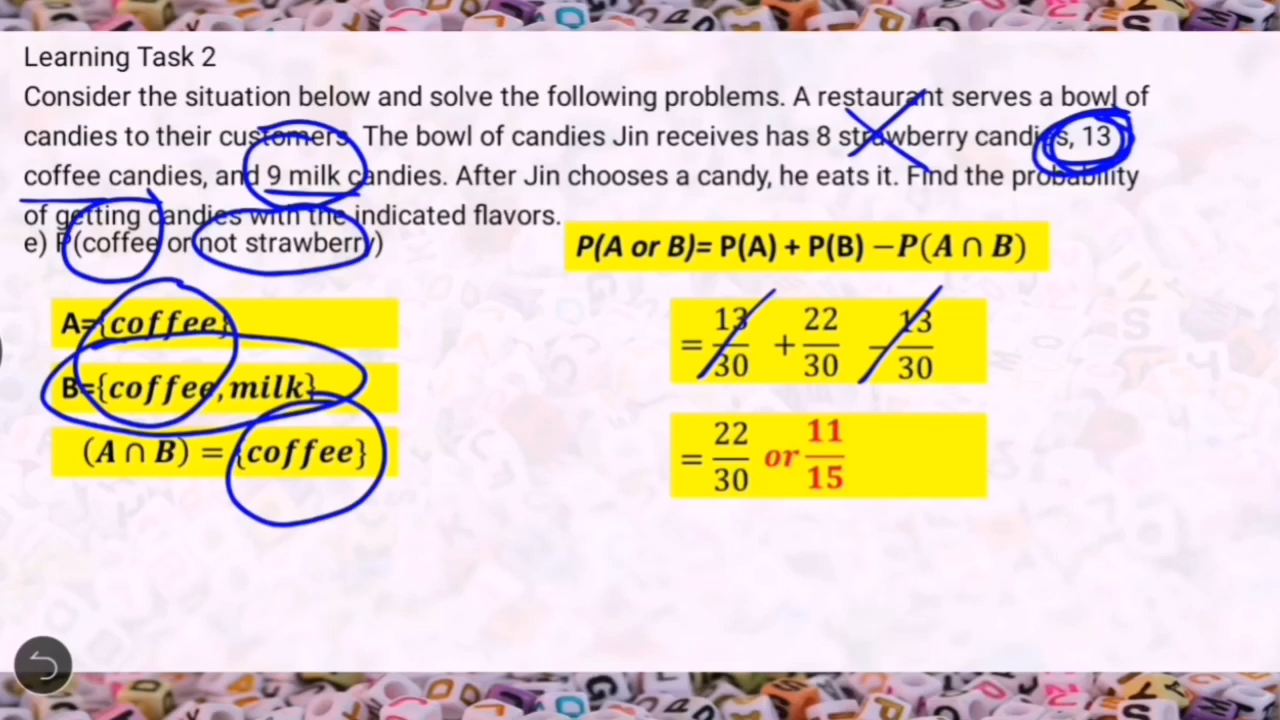 Learning Task 2
Consider the situation below and solve the following problems. A restaurant serves a bowl of
candies to their customers. The bowl of candies Jin receives has 8 strawberry candies, 13
coffee candies, and 9 milk candies. After Jin chooses a candy, he eats it. Find the probability
of getting candies with the indicated flavors.
e) P(coffee or not strawberry)
P(A or B)= P(A) + P(B) −P(A ∩ B)
A={coffee}
B={coffee,milk}
(A ∩ B) = {coffee}
= 13/30 + 22/30 − 13/30
= 22/30 or 11/15